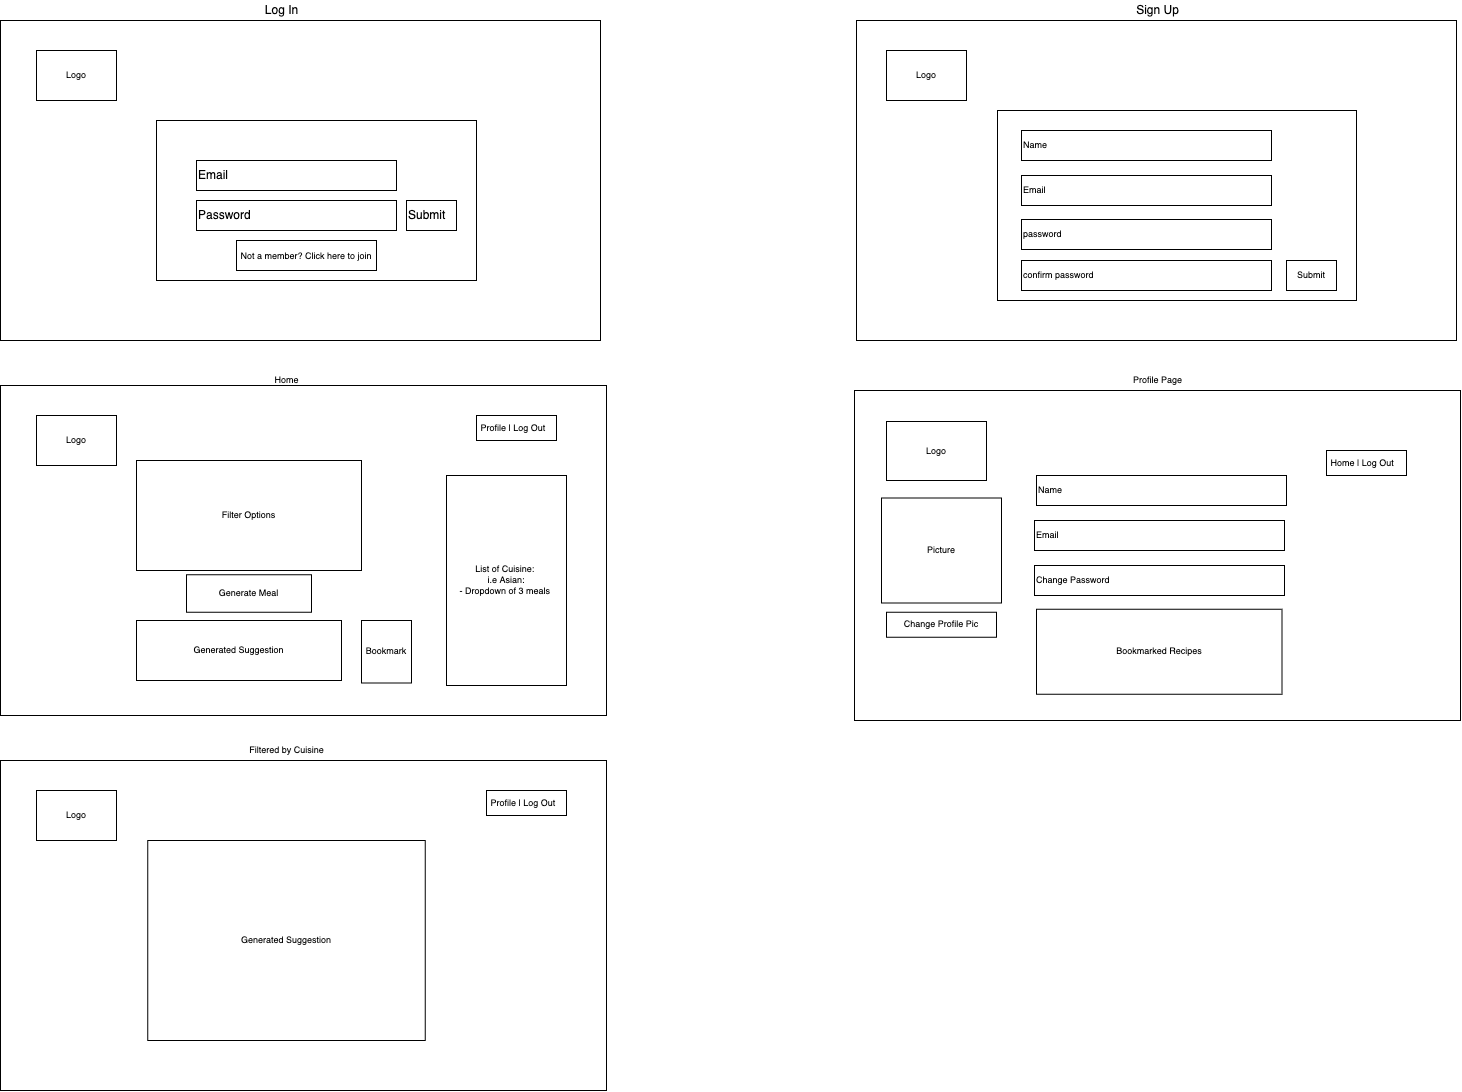 Log In
Logo
Email
Password
Submit
Not a member? Click here to join
Sign Up
Logo
Name
Email
password
confirm password
Submit
Home
Logo
Profile | Log Out
Filter Options
Generate Meal
Generated Suggestion
Bookmark
List of Cuisine:
i.e Asian:
- Dropdown of 3 meals
Profile Page
Logo
Home | Log Out
Name
Picture
Email
Change Password
Change Profile Pic
Bookmarked Recipes
Filtered by Cuisine
Logo
Profile | Log Out
Generated Suggestion